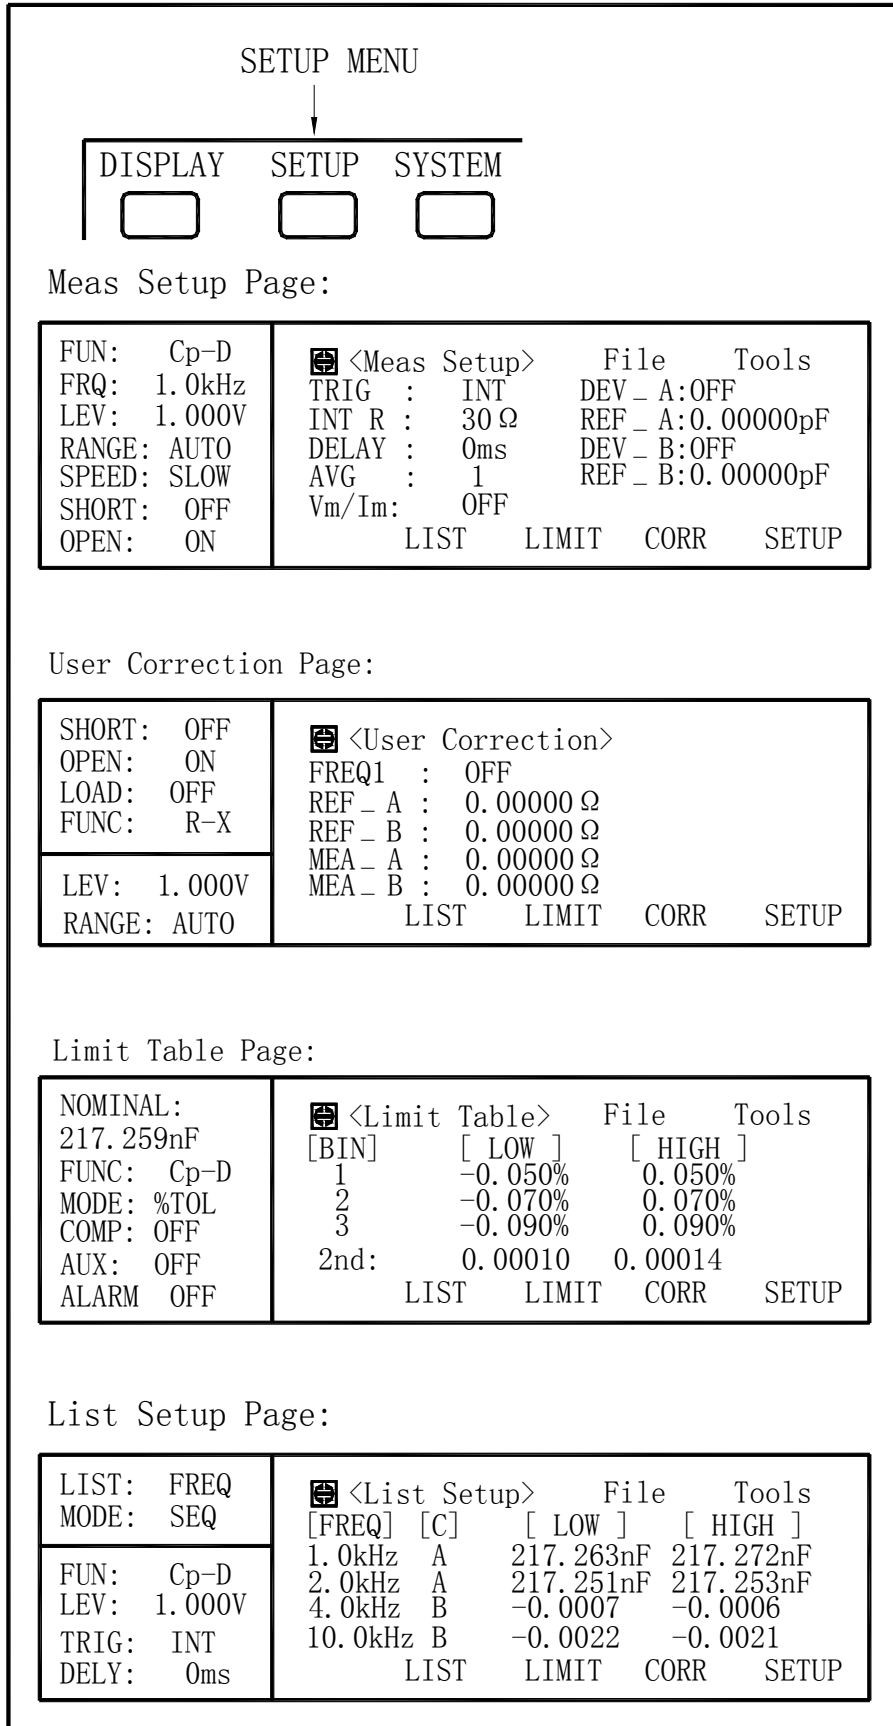 SETUP MENU
DISPLAY SETUP SYSTEM
Meas Setup Page:
FUN: Cp-D
FRQ: 1.0kHz
LEV: 1.000V
RANGE: AUTO
SPEED: SLOW
SHORT: OFF
OPEN: ON
<Meas Setup> File Tools
TRIG : INT DEV_A:OFF
INT R : 30Ω REF_A:0.00000pF
DELAY : 0ms DEV_B:OFF
AVG : 1 REF_B:0.00000pF
Vm/Im: OFF
LIST LIMIT CORR SETUP
User Correction Page:
SHORT: OFF
OPEN: ON
LOAD: OFF
FUNC: R-X
LEV: 1.000V
RANGE: AUTO
<User Correction>
FREQ1 : OFF
REF_A : 0.00000Ω
REF_B : 0.00000Ω
MEA_A : 0.00000Ω
MEA_B : 0.00000Ω
LIST LIMIT CORR SETUP
Limit Table Page:
NOMINAL:
217.259nF
FUNC: Cp-D
MODE: %TOL
COMP: OFF
AUX: OFF
ALARM OFF
<Limit Table> File Tools
[BIN] [ LOW ] [ HIGH ]
1 -0.050% 0.050%
2 -0.070% 0.070%
3 -0.090% 0.090%
2nd: 0.00010 0.00014
LIST LIMIT CORR SETUP
List Setup Page:
LIST: FREQ
MODE: SEQ
FUN: Cp-D
LEV: 1.000V
TRIG: INT
DELY: 0ms
<List Setup> File Tools
[FREQ] [C] [ LOW ] [ HIGH ]
1.0kHz A 217.263nF 217.272nF
2.0kHz A 217.251nF 217.253nF
4.0kHz B -0.0007 -0.0006
10.0kHz B -0.0022 -0.0021
LIST LIMIT CORR SETUP